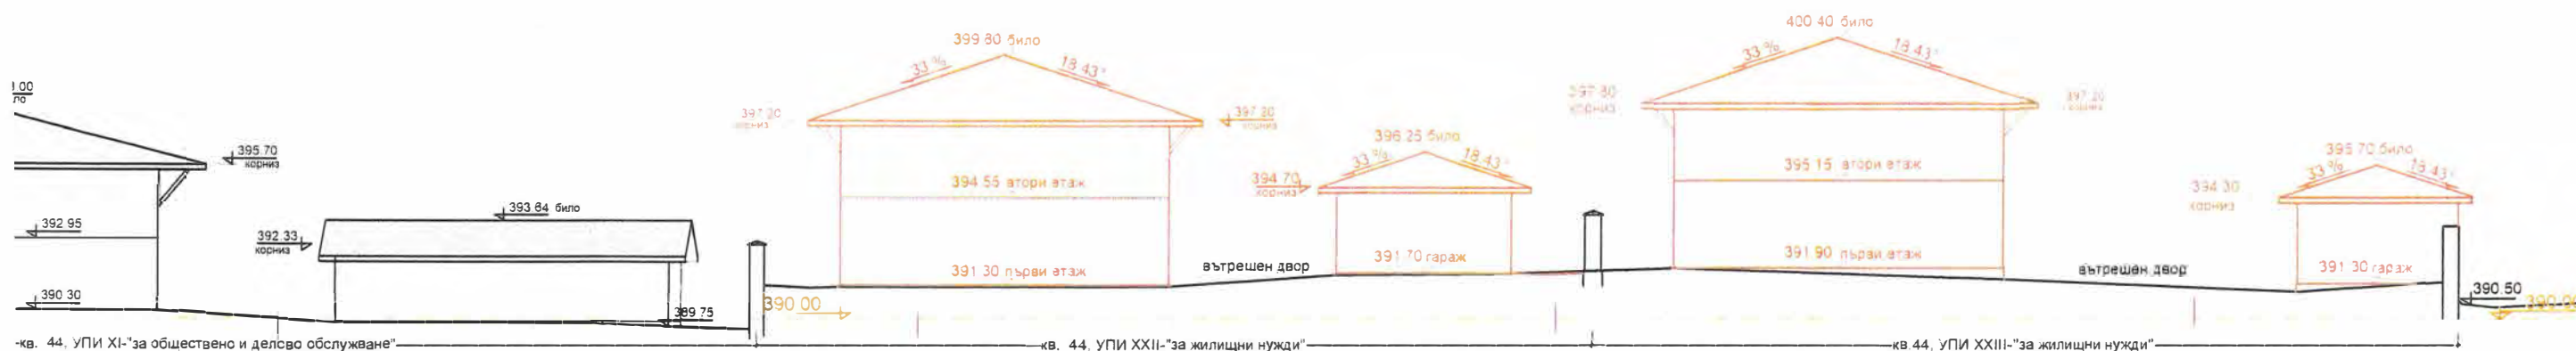 400.40 било
399.80 било
33 %
18.43°
33 %
18.43°
397.20
корниз
397.20
корниз
397.80
корниз
397.20
корниз
396.25 било
395.70 било
33 %
18.43°
33 %
18.43°
395.70
корниз
394.55 втори етаж
394.70
корниз
395.15 втори етаж
394.30
корниз
393.64 било
392.95
392.33
корниз
391.30 първи етаж
вътрешен двор
391.70 гараж
391.90 първи етаж
вътрешен двор
391.30 гараж
390.30
389.75
390.00
390.50
-кв. 44, УПИ XI-"за обществено и делово обслужване"
кв. 44, УПИ XXII-"за жилищни нужди"
кв.44, УПИ XXIII-"за жилищни нужди"